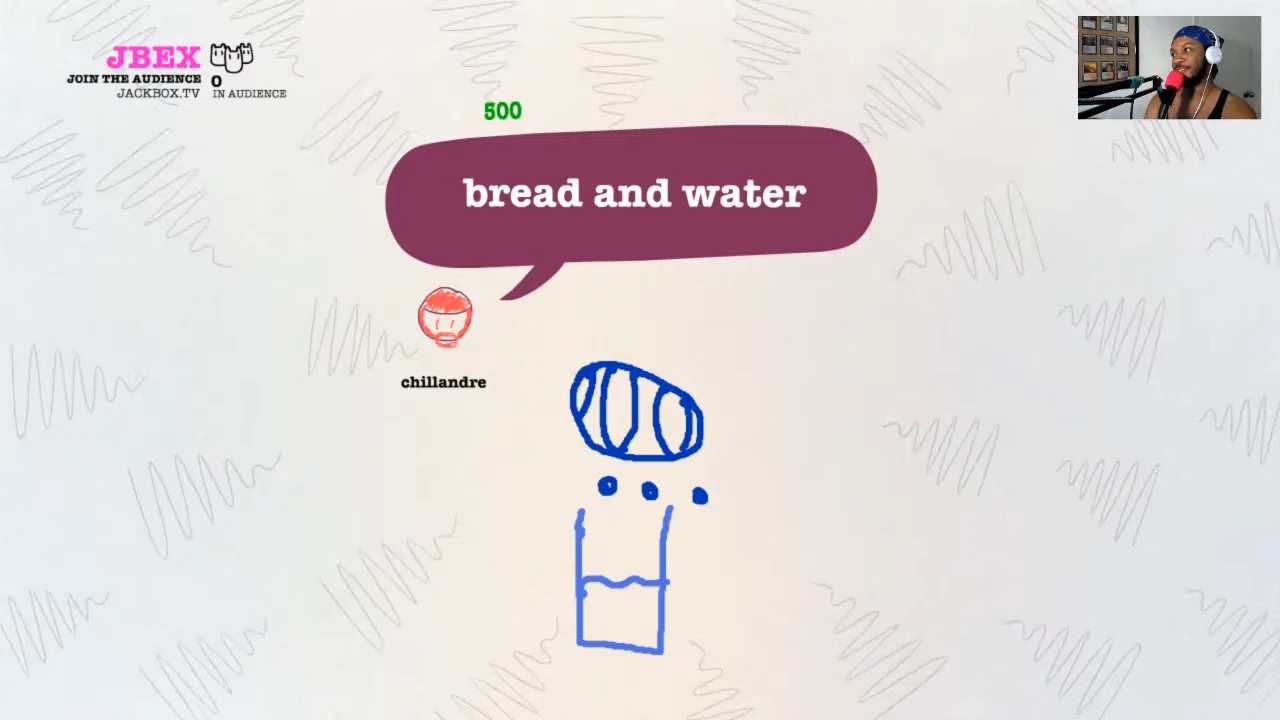 JBEX
JOIN THE AUDIENCE
JACKBOX.TV
0
IN AUDIENCE
500
bread and water
chillandre